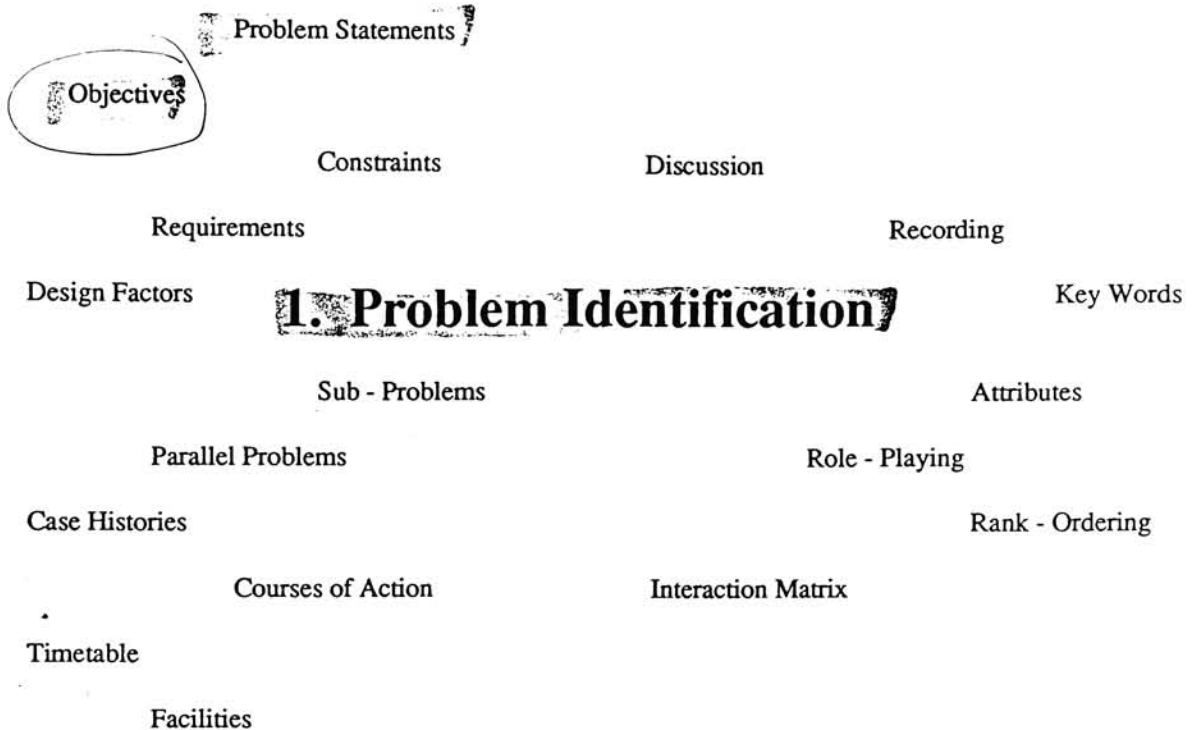 Problem Statements
Objectives
Constraints Discussion
Requirements Recording
Design Factors 1. Problem Identification Key Words
Sub - Problems Attributes
Parallel Problems Role - Playing
Case Histories Rank - Ordering
Courses of Action Interaction Matrix
Timetable
Facilities